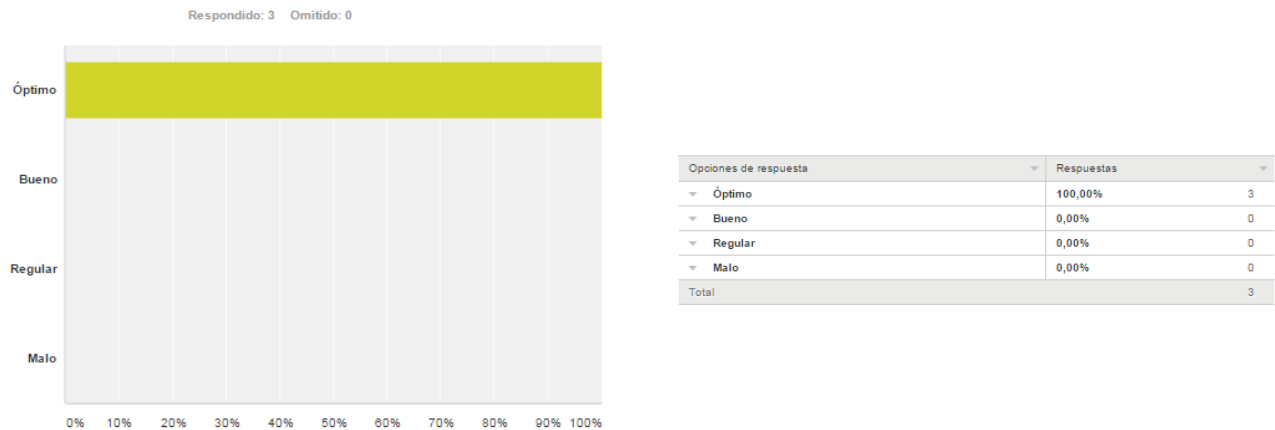 Respondido: 3 Omitido: 0
Óptimo
Bueno
Regular
Malo
0% 10% 20% 30% 40% 50% 60% 70% 80% 90% 100%
Opciones de respuesta Respuestas
Óptimo 100,00% 3
Bueno 0,00% 0
Regular 0,00% 0
Malo 0,00% 0
Total 3